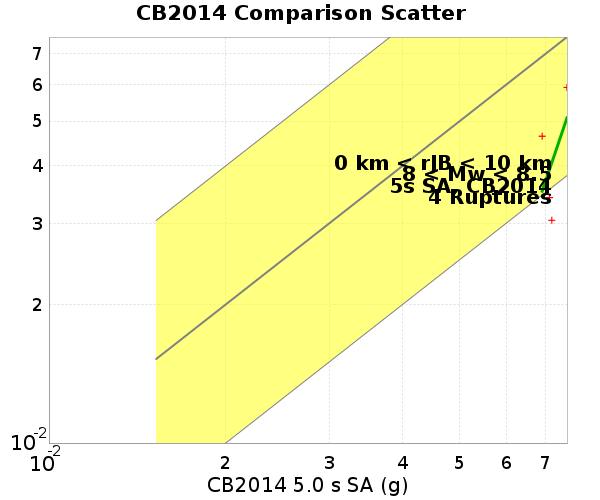 CB2014 Comparison Scatter
7
6
5
4
3
2
10-2
0 km < rJB < 10 km
8 < Mw < 8.5
5s SA, CB2014
4 Ruptures
10-2
2
3
4
5
6
7
CB2014 5.0 s SA (g)